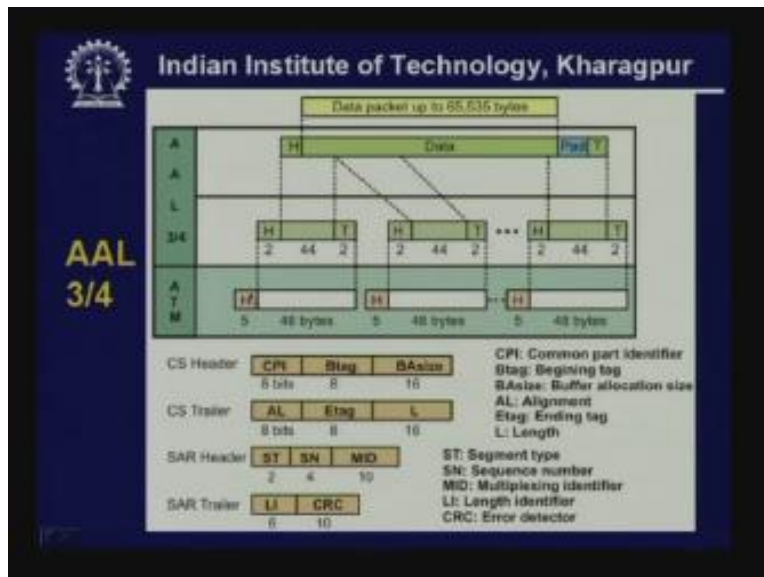 Indian Institute of Technology, Kharagpur
AAL
3/4
Data packet up to 65,535 bytes
A
A
L
3/4
H Data Pad T
H T H T ••• H T
2 44 2 2 44 2 2 44 2
A
T
M
H H H
5 48 bytes 5 48 bytes 5 48 bytes
CS Header CPI Btag BAsize
8 bits 8 16
CS Trailer AL Etag L
8 bits 8 16
SAR Header ST SN MID
2 4 10
SAR Trailer LI CRC
6 10
CPI: Common part identifier
Btag: Begining tag
BAsize: Buffer allocation size
AL: Alignment
Etag: Ending tag
L: Length
ST: Segment type
SN: Sequence number
MID: Multiplexing identifier
LI: Length identifier
CRC: Error detector